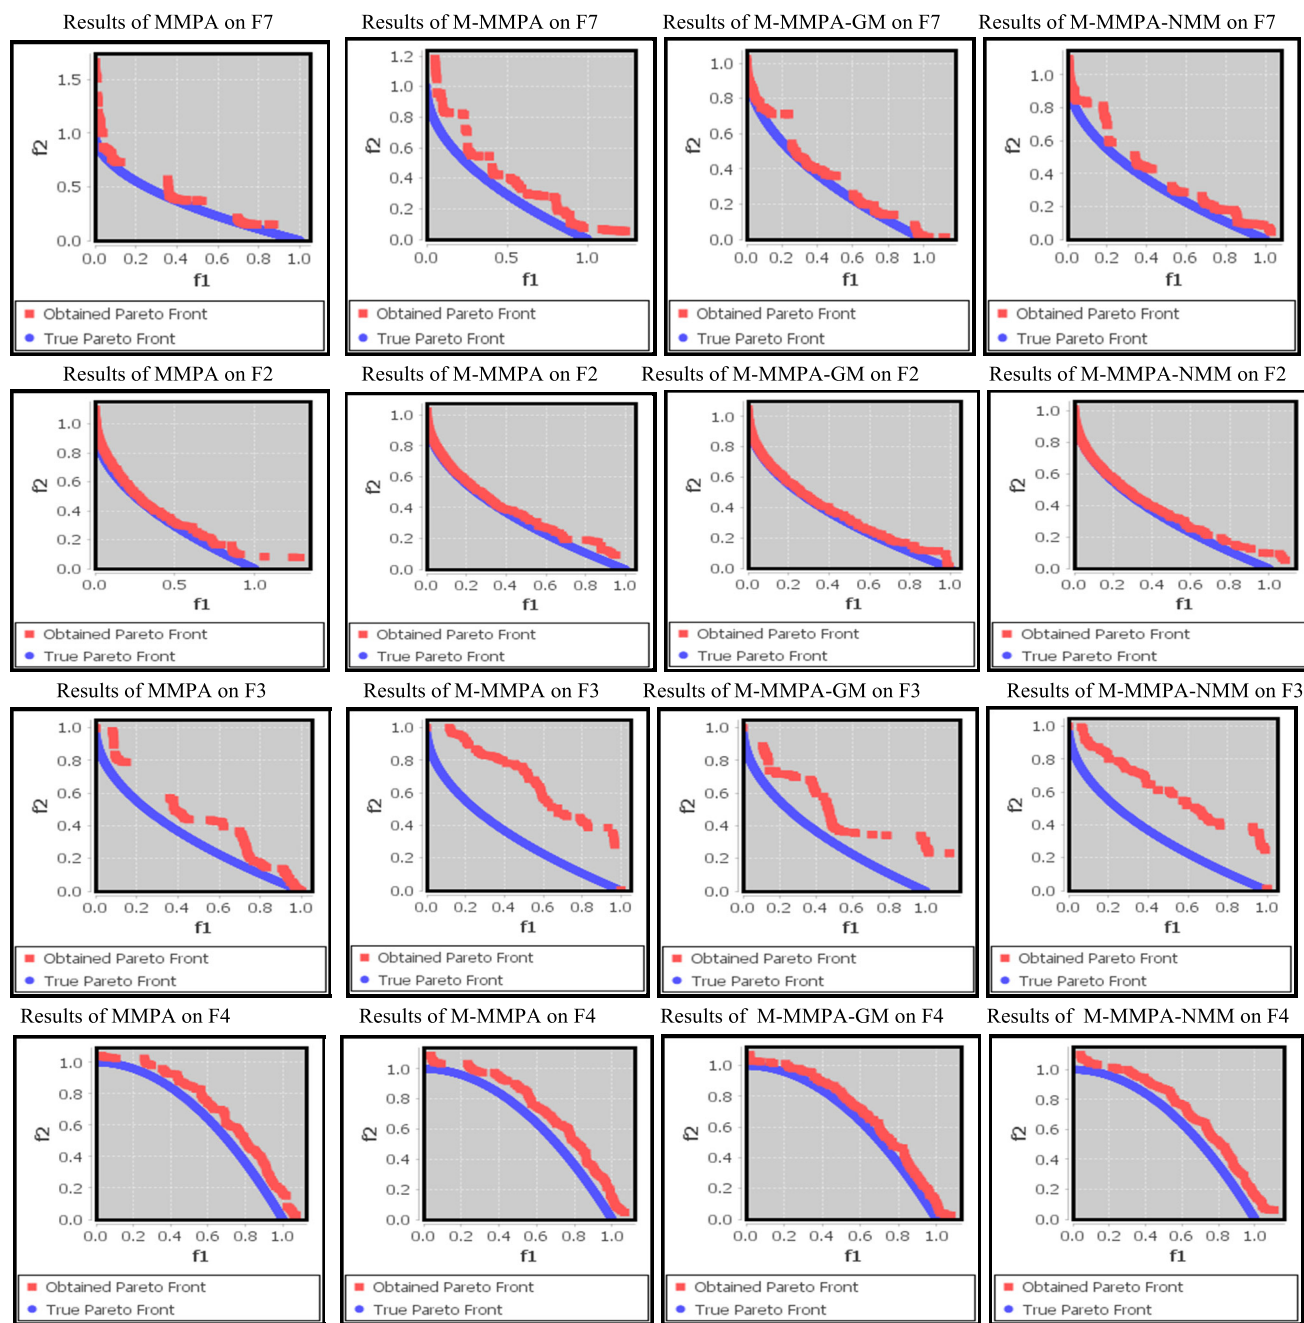 Results of MMPA on F7
Results of M-MMPA on F7
Results of M-MMPA-GM on F7
Results of M-MMPA-NMM on F7
f2
1.5
1.0
0.5
0.0
0.0 0.2 0.4 0.6 0.8 1.0
f1
Obtained Pareto Front
True Pareto Front
f2
1.2
1.0
0.8
0.6
0.4
0.2
0.0
0.0 0.5 1.0
f1
Obtained Pareto Front
True Pareto Front
f2
1.0
0.8
0.6
0.4
0.2
0.0
0.0 0.2 0.4 0.6 0.8 1.0
f1
Obtained Pareto Front
True Pareto Front
f2
1.0
0.8
0.6
0.4
0.2
0.0
0.0 0.2 0.4 0.6 0.8 1.0
f1
Obtained Pareto Front
True Pareto Front
Results of MMPA on F2
Results of M-MMPA on F2
Results of M-MMPA-GM on F2
Results of M-MMPA-NMM on F2
f2
1.0
0.8
0.6
0.4
0.2
0.0
0.0 0.5 1.0
f1
Obtained Pareto Front
True Pareto Front
f2
1.0
0.8
0.6
0.4
0.2
0.0
0.0 0.2 0.4 0.6 0.8 1.0
f1
Obtained Pareto Front
True Pareto Front
f2
1.0
0.8
0.6
0.4
0.2
0.0
0.0 0.2 0.4 0.6 0.8 1.0
f1
Obtained Pareto Front
True Pareto Front
f2
1.0
0.8
0.6
0.4
0.2
0.0
0.0 0.2 0.4 0.6 0.8 1.0
f1
Obtained Pareto Front
True Pareto Front
Results of MMPA on F3
Results of M-MMPA on F3
Results of M-MMPA-GM on F3
Results of M-MMPA-NMM on F3
f2
1.0
0.8
0.6
0.4
0.2
0.0
0.0 0.2 0.4 0.6 0.8 1.0
f1
Obtained Pareto Front
True Pareto Front
f2
1.0
0.8
0.6
0.4
0.2
0.0
0.0 0.2 0.4 0.6 0.8 1.0
f1
Obtained Pareto Front
True Pareto Front
f2
1.0
0.8
0.6
0.4
0.2
0.0
0.0 0.2 0.4 0.6 0.8 1.0
f1
Obtained Pareto Front
True Pareto Front
f2
1.0
0.8
0.6
0.4
0.2
0.0
0.0 0.2 0.4 0.6 0.8 1.0
f1
Obtained Pareto Front
True Pareto Front
Results of MMPA on F4
Results of M-MMPA on F4
Results of M-MMPA-GM on F4
Results of M-MMPA-NMM on F4
f2
1.0
0.8
0.6
0.4
0.2
0.0
0.0 0.2 0.4 0.6 0.8 1.0
f1
Obtained Pareto Front
True Pareto Front
f2
1.0
0.8
0.6
0.4
0.2
0.0
0.0 0.2 0.4 0.6 0.8 1.0
f1
Obtained Pareto Front
True Pareto Front
f2
1.0
0.8
0.6
0.4
0.2
0.0
0.0 0.2 0.4 0.6 0.8 1.0
f1
Obtained Pareto Front
True Pareto Front
f2
1.0
0.8
0.6
0.4
0.2
0.0
0.0 0.2 0.4 0.6 0.8 1.0
f1
Obtained Pareto Front
True Pareto Front